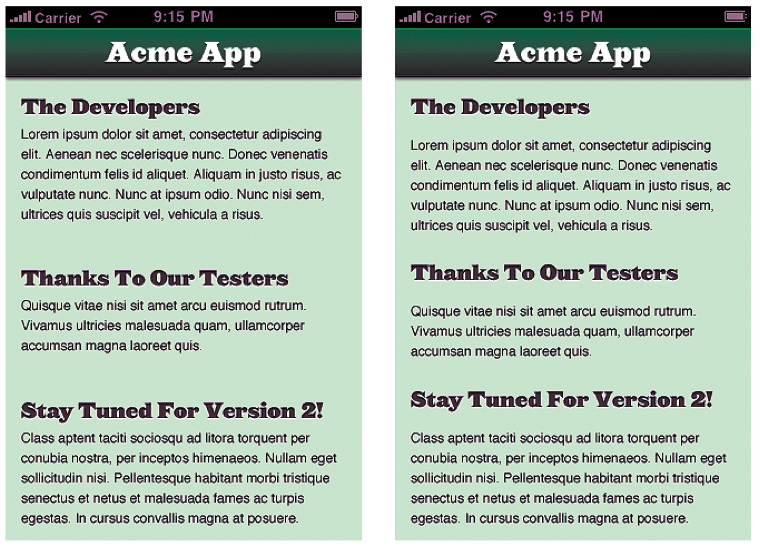 Carrier 9:15 PM
Acme App
The Developers
Lorem ipsum dolor sit amet, consectetur adipiscing
elit. Aenean nec scelerisque nunc. Donec venenatis
condimentum felis id aliquet. Aliquam in justo risus, ac
vulputate nunc. Nunc at ipsum odio. Nunc nisi sem,
ultrices quis suscipit vel, vehicula a risus.
Thanks To Our Testers
Quisque vitae nisi sit amet arcu euismod rutrum.
Vivamus ultricies malesuada quam, ullamcorper
accumsan magna laoreet quis.
Stay Tuned For Version 2!
Class aptent taciti sociosqu ad litora torquent per
conubia nostra, per inceptos himenaeos. Nullam eget
sollicitudin nisi. Pellentesque habitant morbi tristique
senectus et netus et malesuada fames ac turpis
egestas. In cursus convallis magna at posuere.
Carrier 9:15 PM
Acme App
The Developers
Lorem ipsum dolor sit amet, consectetur adipiscing
elit. Aenean nec scelerisque nunc. Donec venenatis
condimentum felis id aliquet. Aliquam in justo risus, ac
vulputate nunc. Nunc at ipsum odio. Nunc nisi sem,
ultrices quis suscipit vel, vehicula a risus.
Thanks To Our Testers
Quisque vitae nisi sit amet arcu euismod rutrum.
Vivamus ultricies malesuada quam, ullamcorper
accumsan magna laoreet quis.
Stay Tuned For Version 2!
Class aptent taciti sociosqu ad litora torquent per
conubia nostra, per inceptos himenaeos. Nullam eget
sollicitudin nisi. Pellentesque habitant morbi tristique
senectus et netus et malesuada fames ac turpis
egestas. In cursus convallis magna at posuere.